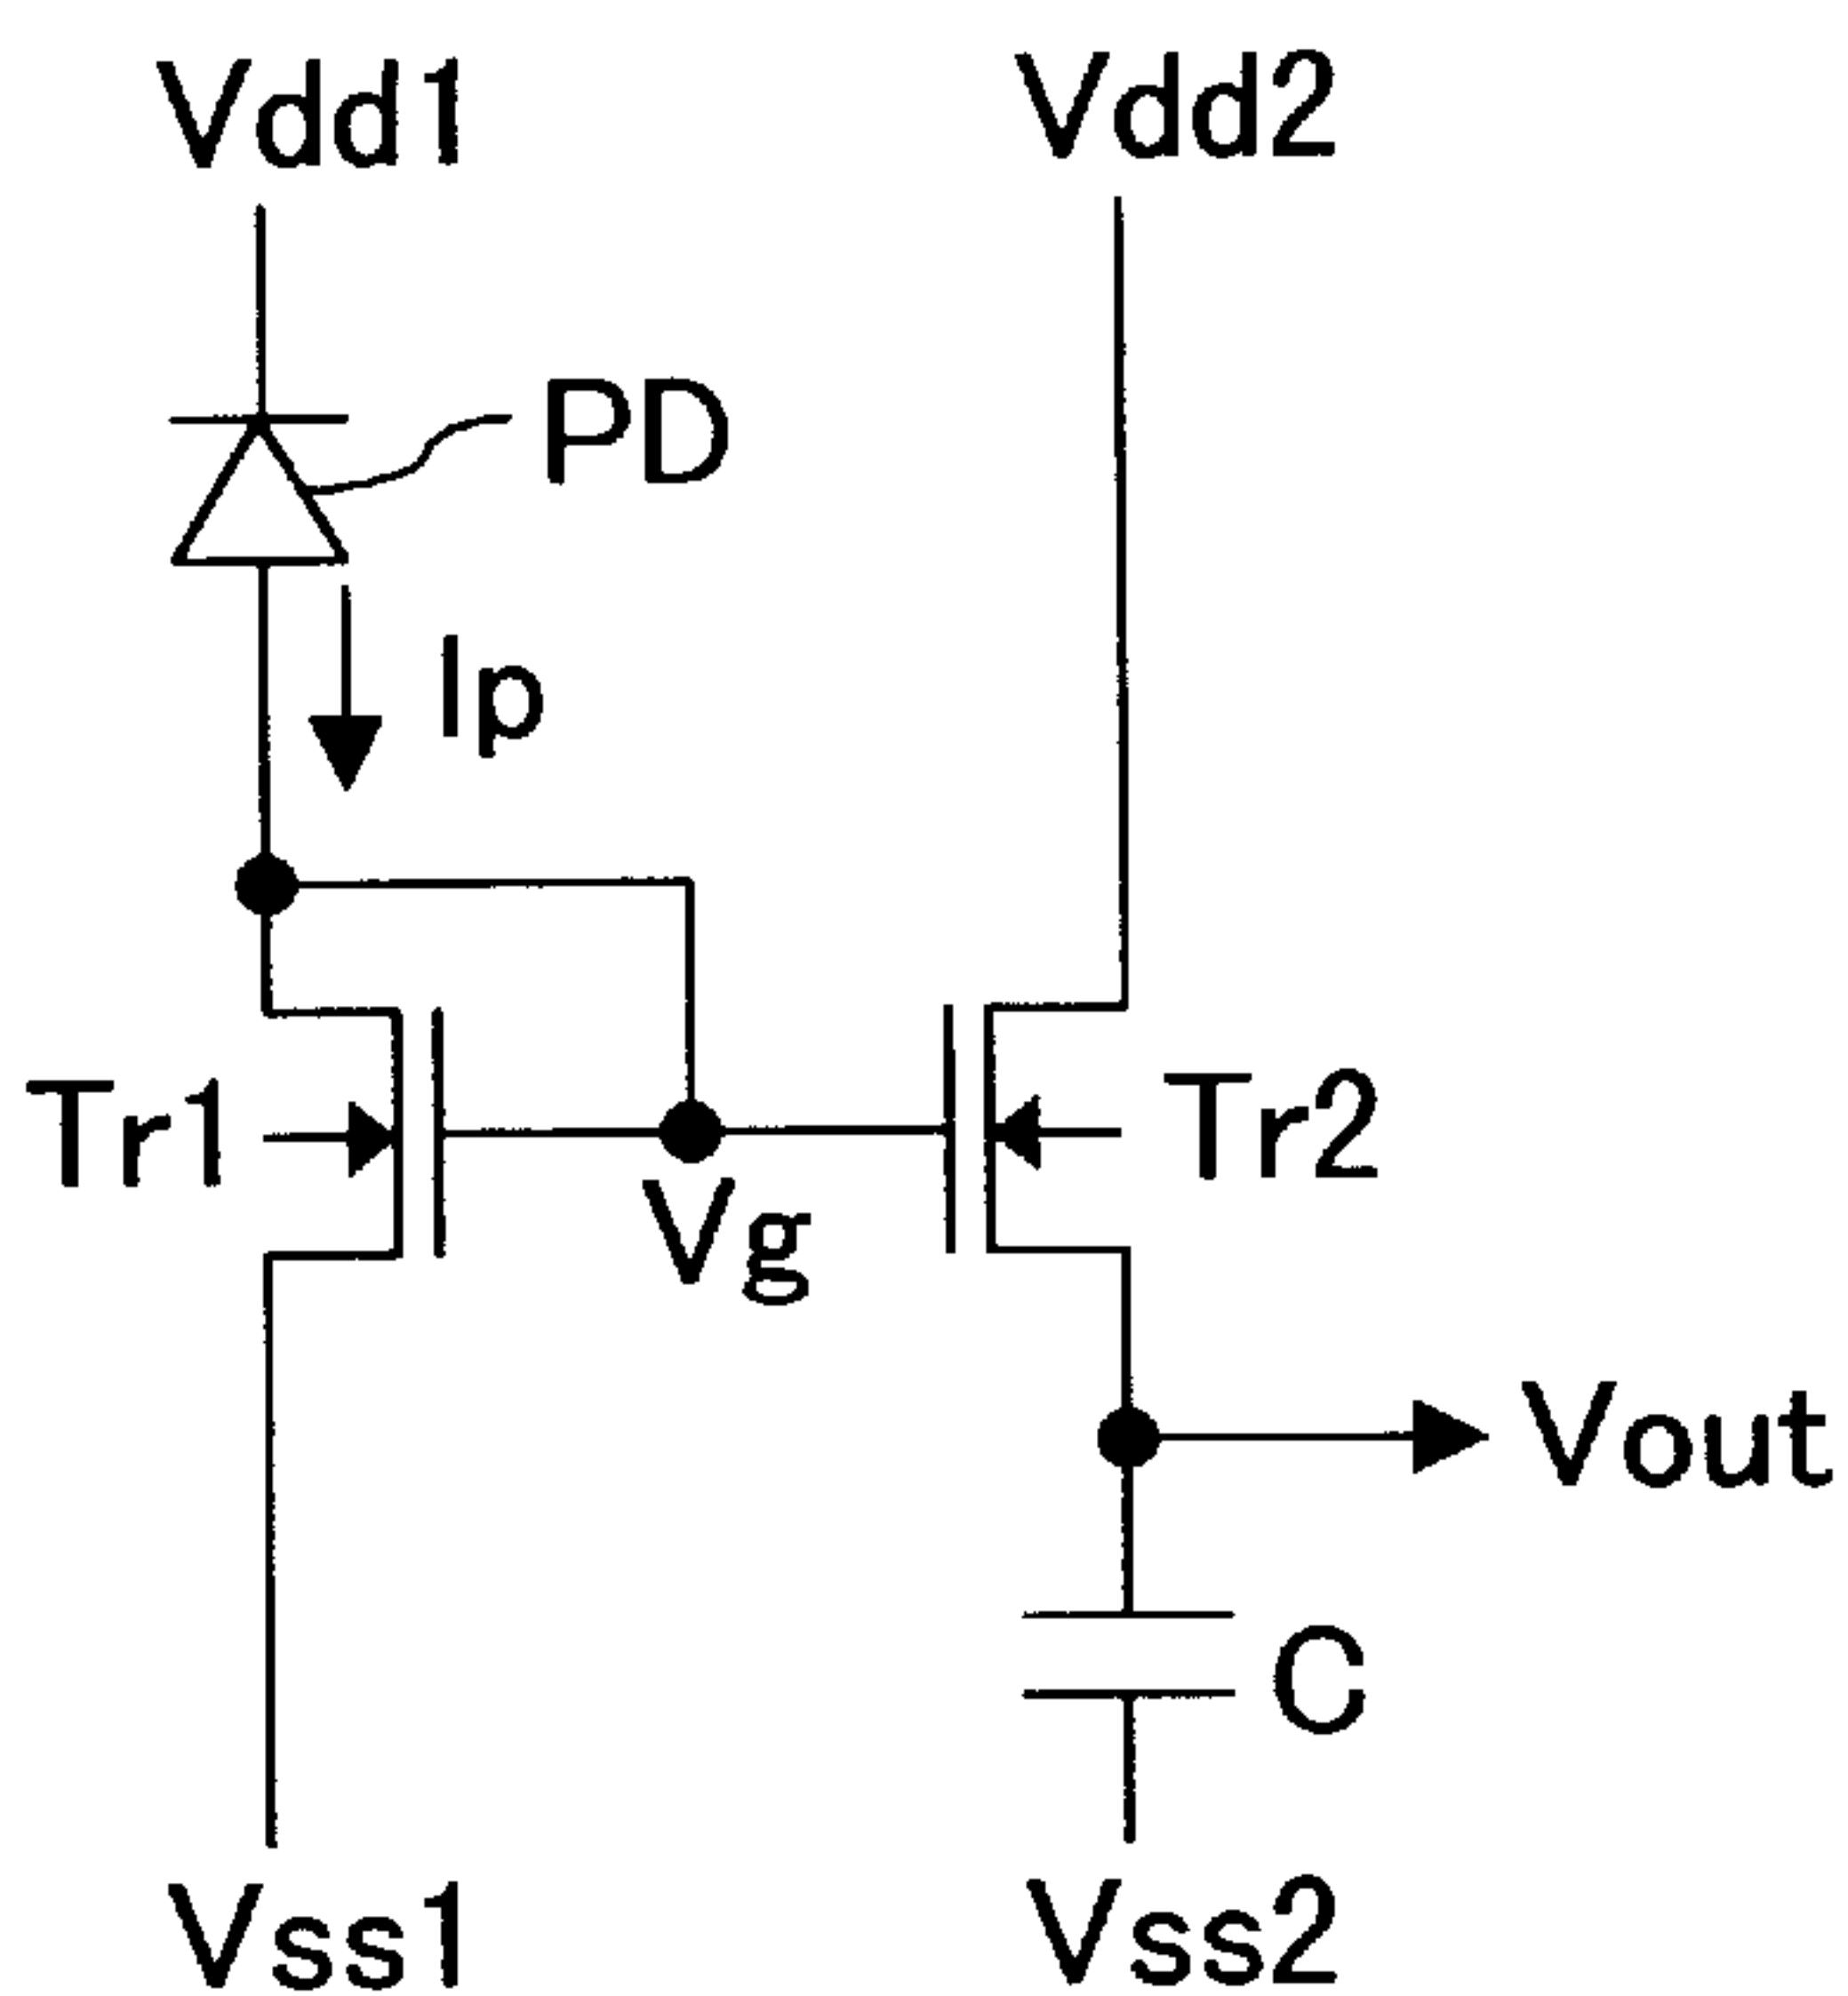 Vdd1
Vdd2
PD
Ip
Tr1
Tr2
Vg
Vout
C
Vss1
Vss2